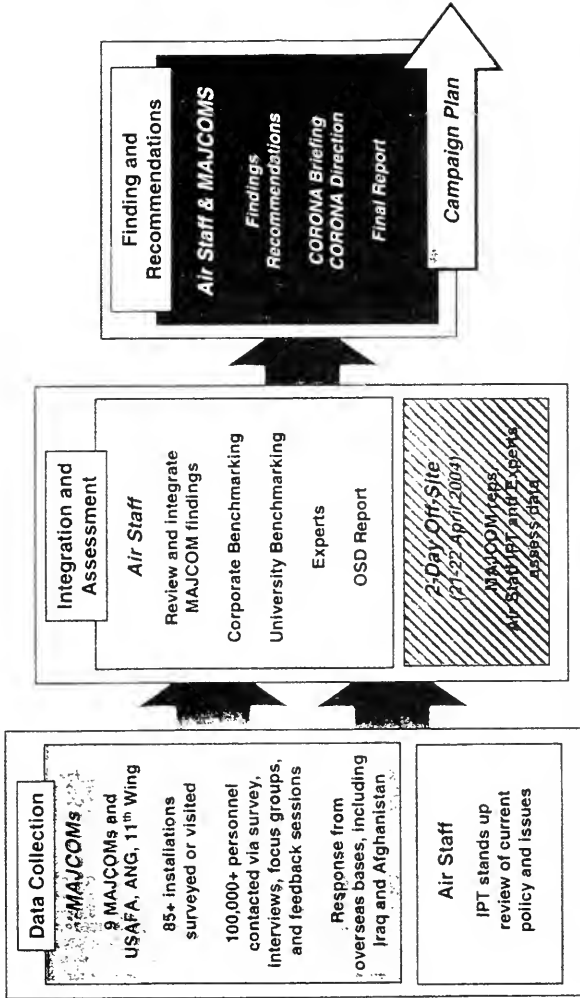 Data Collection
MAJCOMs
9 MAJCOMs and
USAFA, ANG, 11th Wing
85+ installations
surveyed or visited
100,000+ personnel
contacted via survey,
interviews, focus groups,
and feedback sessions
Response from
overseas bases, including
Iraq and Afghanistan
Air Staff
IPT stands up
review of current
policy and issues
Integration and
Assessment
Air Staff
Review and integrate
MAJCOM findings
Corporate Benchmarking
University Benchmarking
Experts
OSD Report
2-Day Off-Site
(21-22 April 2004)
MAJCOM reps,
Air Staff IPT and Experts
assess data
Finding and
Recommendations
Air Staff & MAJCOMS
Findings
Recommendations
CORONA Briefing
CORONA Direction
Final Report
Campaign Plan